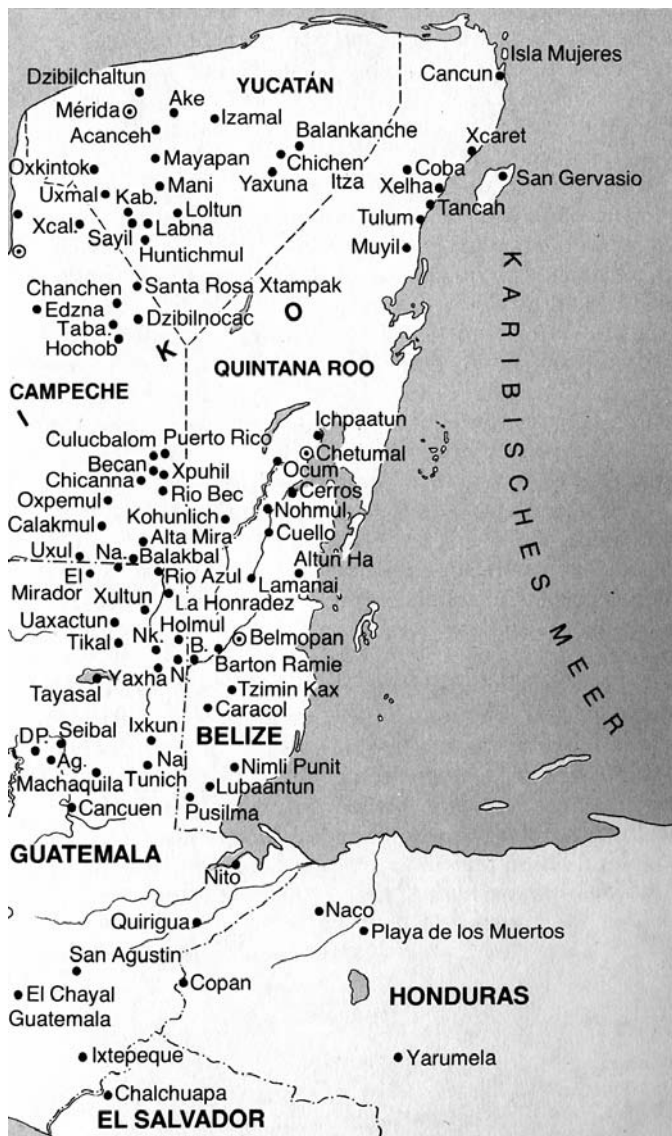 Isla Mujeres
Dzibilchaltun
YUCATÁN
Cancun
Mérida
Ake
Izamal
Acanceh
Balankanche
Xcaret
Oxkintok
Mayapan
Chichen
Itza
Coba
San Gervasio
Mani
Yaxuna
Xelha
Uxmal
Kab.
Loltun
Tancah
Xcal.
Sayil
Labna
Tulum
Huntichmul
Muyil
Chanchen
Santa Rosa Xtampak
Edzna
Taba.
Dzibilnocac
O
Hochob
K
QUINTANA ROO
KARIBISCHES MEER
CAMPECHE
Ichpaatun
Culucbalom
Puerto Rico
Chetumal
Becan
Xpuhil
Ocum
Chicanna
Rio Bec
Cerros
Oxpemul
Kohunlich
Nohmul
Calakmul
Alta Mira
Cuello
Uxul
Na.
Balakbal
Altun Ha
El
Mirador
Rio Azul
Lamanai
Xultun
La Honradez
Uaxactun
Holmul
Tikal
Nk.
B.
Belmopan
Yaxha
N.
Barton Ramie
Tayasal
Tzimin Kax
Caracol
DP.
Seibal
Ixkun
BELIZE
Ag.
Naj
Tunich
Nimli Punit
Machaquila
Lubaantun
Cancuen
Pusilma
GUATEMALA
Nito
Quirigua
Naco
Playa de los Muertos
San Agustin
Copan
El Chayal
HONDURAS
Guatemala
Ixtepeque
Yarumela
Chalchuapa
EL SALVADOR